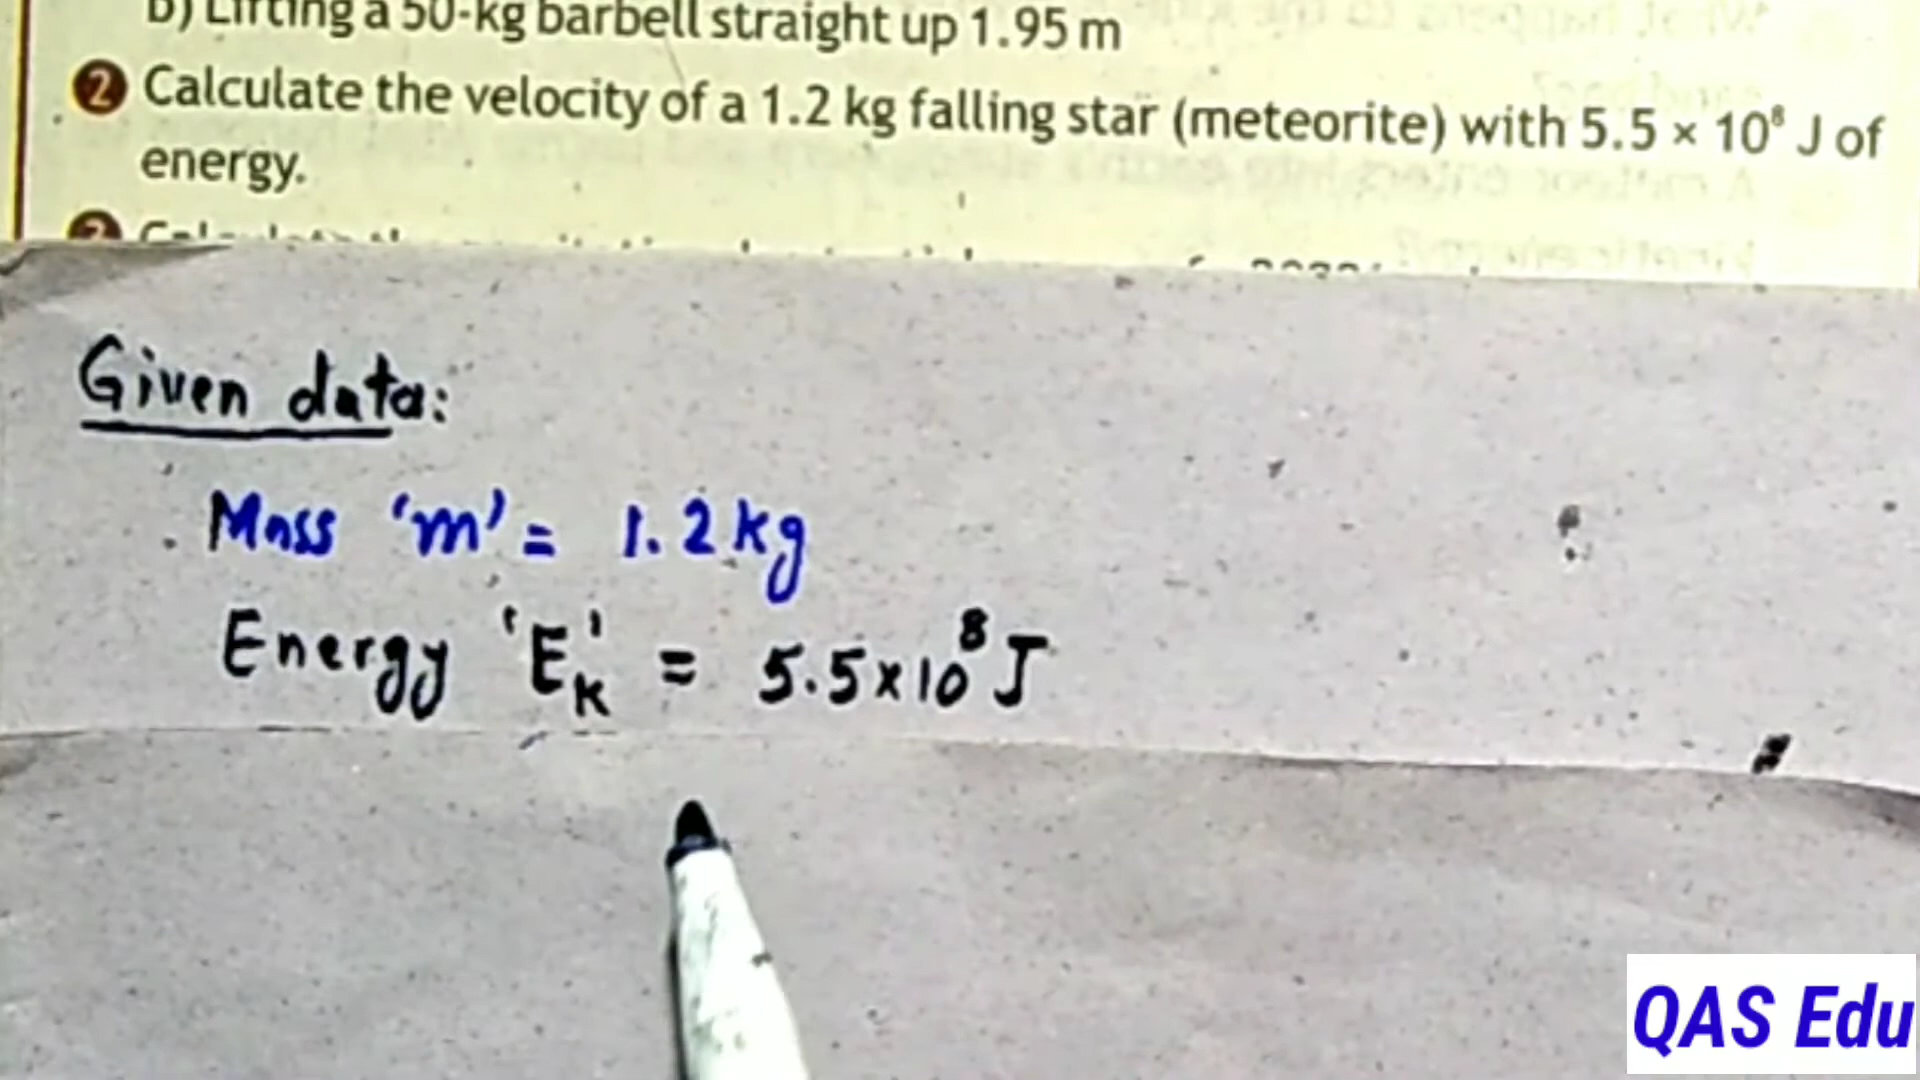 b) Lifting a 50-kg barbell straight up 1.95 m
2 Calculate the velocity of a 1.2 kg falling star (meteorite) with 5.5 × 10⁸ J of
energy.
Given data:
Mass 'm' = 1.2 kg
Energy 'E_K' = 5.5 x 10⁸ J
QAS Edu